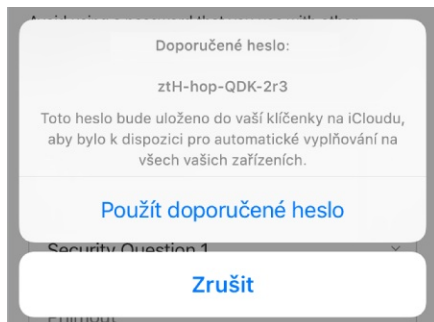 Doporučené heslo:
ztH-hop-QDK-2r3
Toto heslo bude uloženo do vaší klíčenky na iCloudu,
aby bylo k dispozici pro automatické vyplňování na
všech vašich zařízeních.
Použít doporučené heslo
Security Question 1
Zrušit